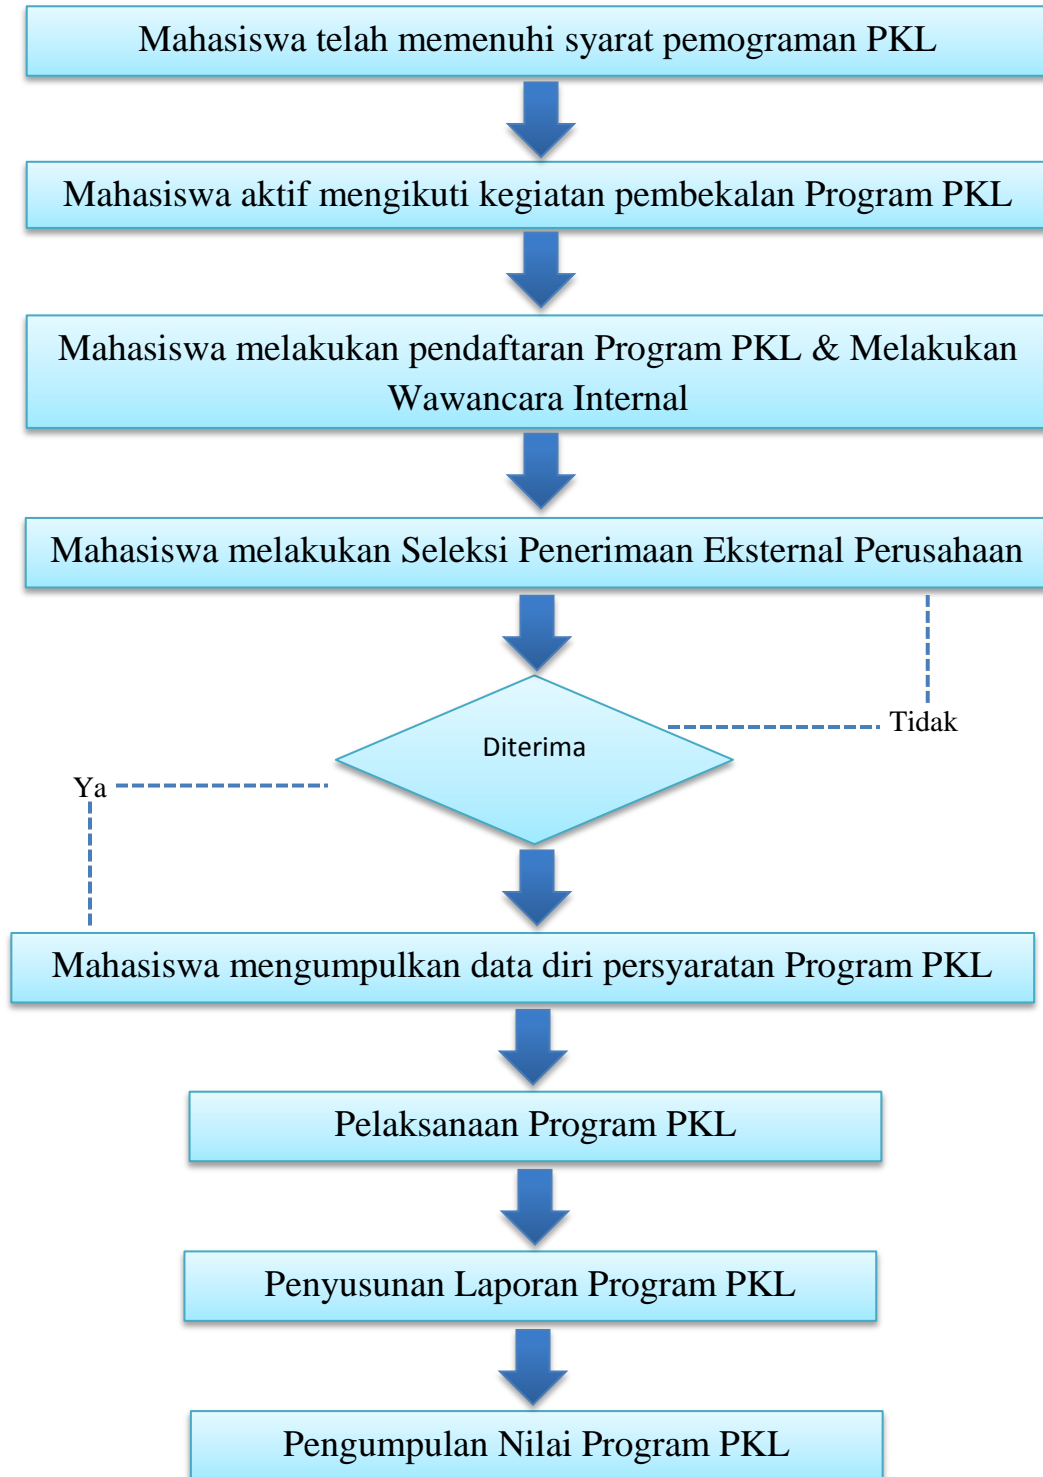 Mahasiswa telah memenuhi syarat pemograman PKL
Mahasiswa aktif mengikuti kegiatan pembekalan Program PKL
Mahasiswa melakukan pendaftaran Program PKL & Melakukan
Wawancara Internal
Mahasiswa melakukan Seleksi Penerimaan Eksternal Perusahaan
Tidak
Diterima
Ya
Mahasiswa mengumpulkan data diri persyaratan Program PKL
Pelaksanaan Program PKL
Penyusunan Laporan Program PKL
Pengumpulan Nilai Program PKL